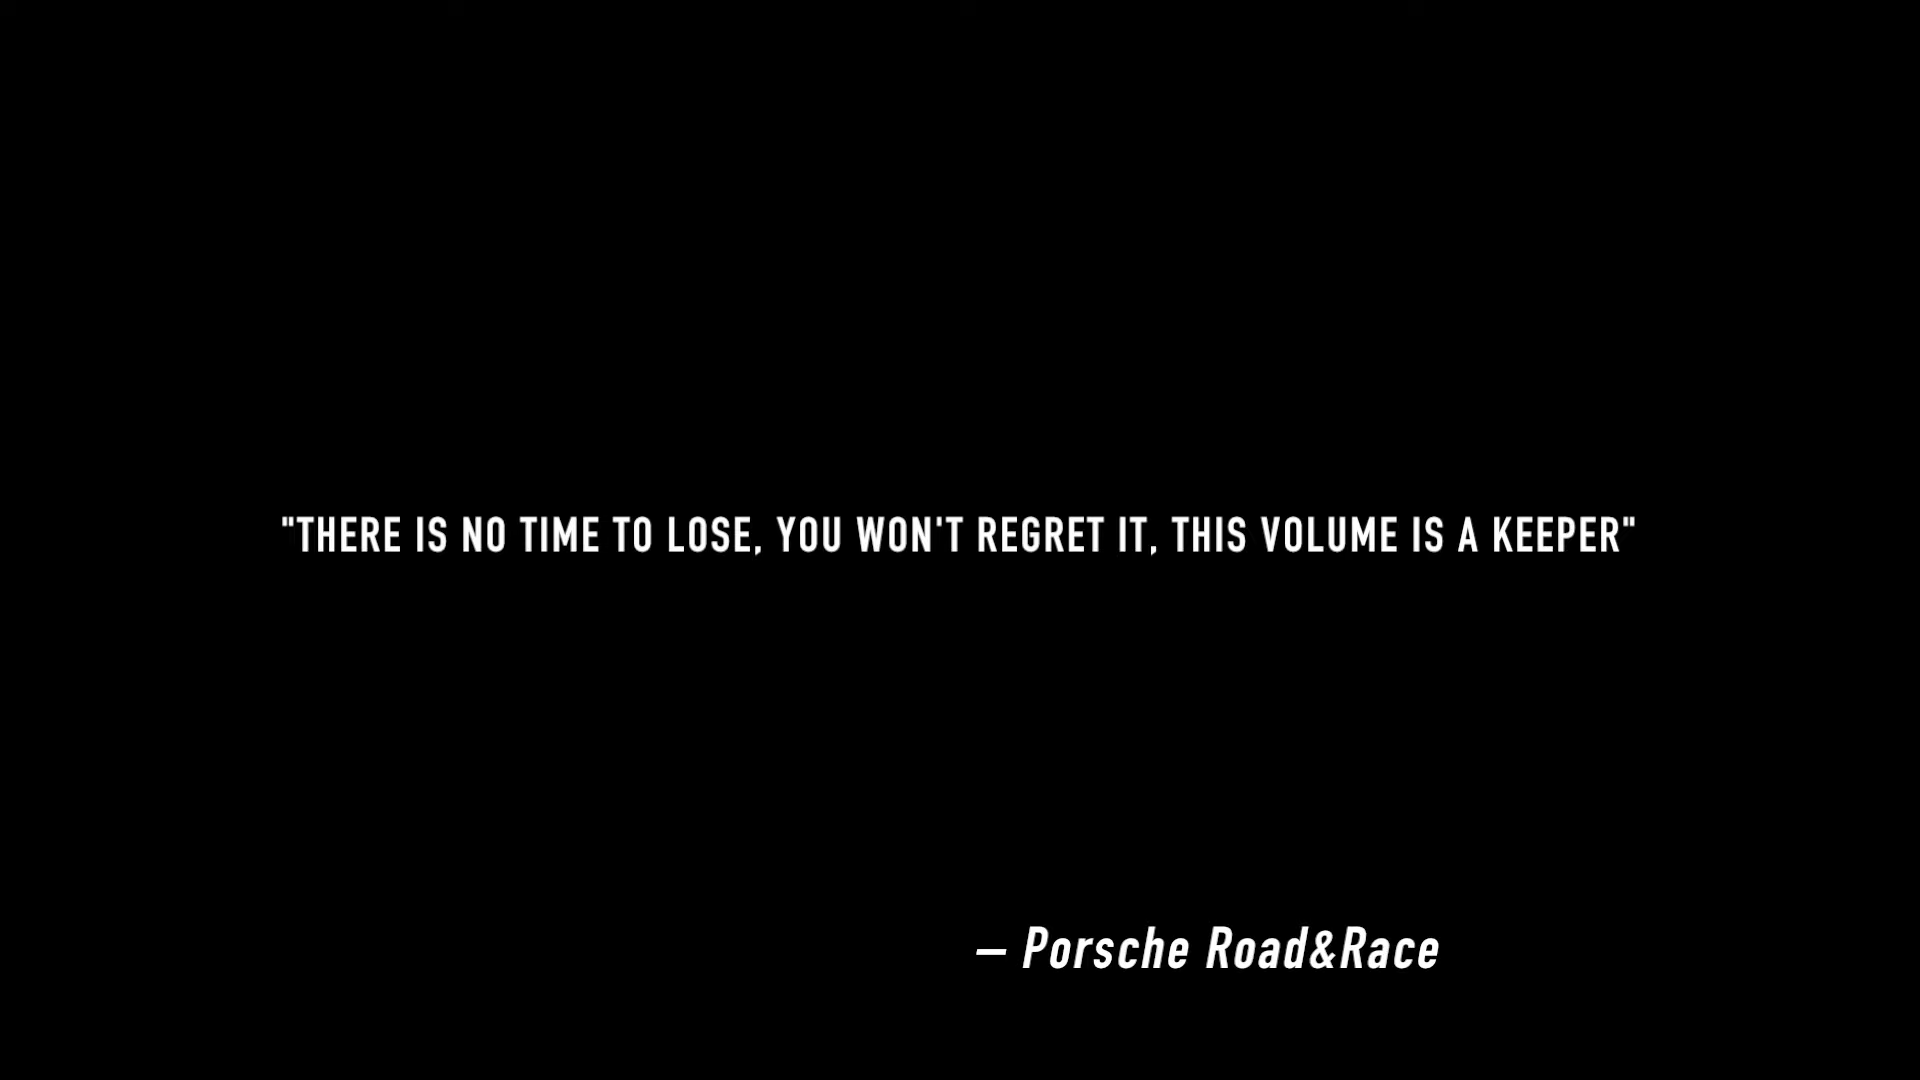 "THERE IS NO TIME TO LOSE, YOU WON'T REGRET IT, THIS VOLUME IS A KEEPER"
– Porsche Road&Race